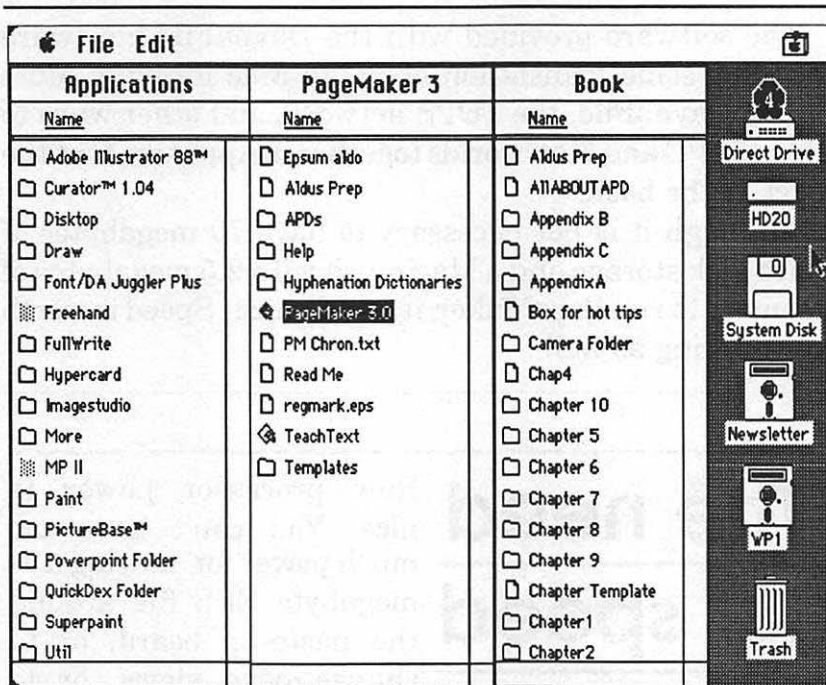 File Edit
Applications
Name
Adobe Illustrator 88™
Curator™ 1.04
Disktop
Draw
Font/DA Juggler Plus
Freehand
FullWrite
Hypercard
Imagestudio
More
MP II
Paint
PictureBase™
Powerpoint Folder
QuickDex Folder
Superpaint
Util
PageMaker 3
Name
Epsum aldo
Aldus Prep
APDs
Help
Hyphenation Dictionaries
PageMaker 3.0
PM Chron.txt
Read Me
regmark.eps
TeachText
Templates
Book
Name
Aldus Prep
AllABOUTAPD
Appendix B
Appendix C
AppendixA
Box for hot tips
Camera Folder
Chap4
Chapter 10
Chapter 5
Chapter 6
Chapter 7
Chapter 8
Chapter 9
Chapter Template
Chapter1
Chapter2
4
Direct Drive
HD20
0
System Disk
Newsletter
WP1
Trash